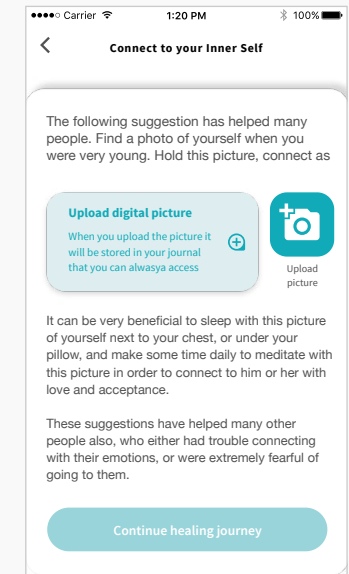 Carrier 1:20 PM 100%
Connect to your Inner Self
The following suggestion has helped many
people. Find a photo of yourself when you
were very young. Hold this picture, connect as
Upload digital picture
When you upload the picture it
will be stored in your journal
that you can alwasya access
Upload
picture
It can be very beneficial to sleep with this picture
of yourself next to your chest, or under your
pillow, and make some time daily to meditate with
this picture in order to connect to him or her with
love and acceptance.
These suggestions have helped many other
people also, who either had trouble connecting
with their emotions, or were extremely fearful of
going to them.
Continue healing journey